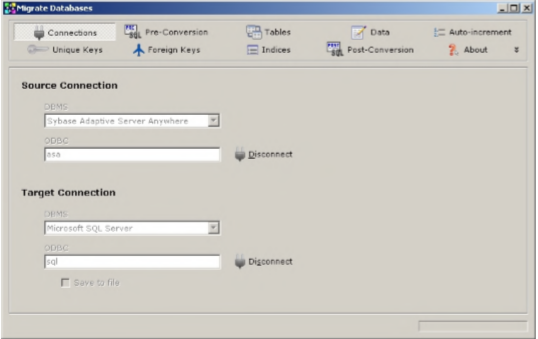 Migrate Databases
Connections Pre-Conversion Tables Data Auto-increment
Unique Keys Foreign Keys Indices Post-Conversion About
Source Connection
DBMS
Sybase Adaptive Server Anywhere
ODBC
asa Disconnect
Target Connection
DBMS
Microsoft SQL Server
ODBC
sql Disconnect
Save to file